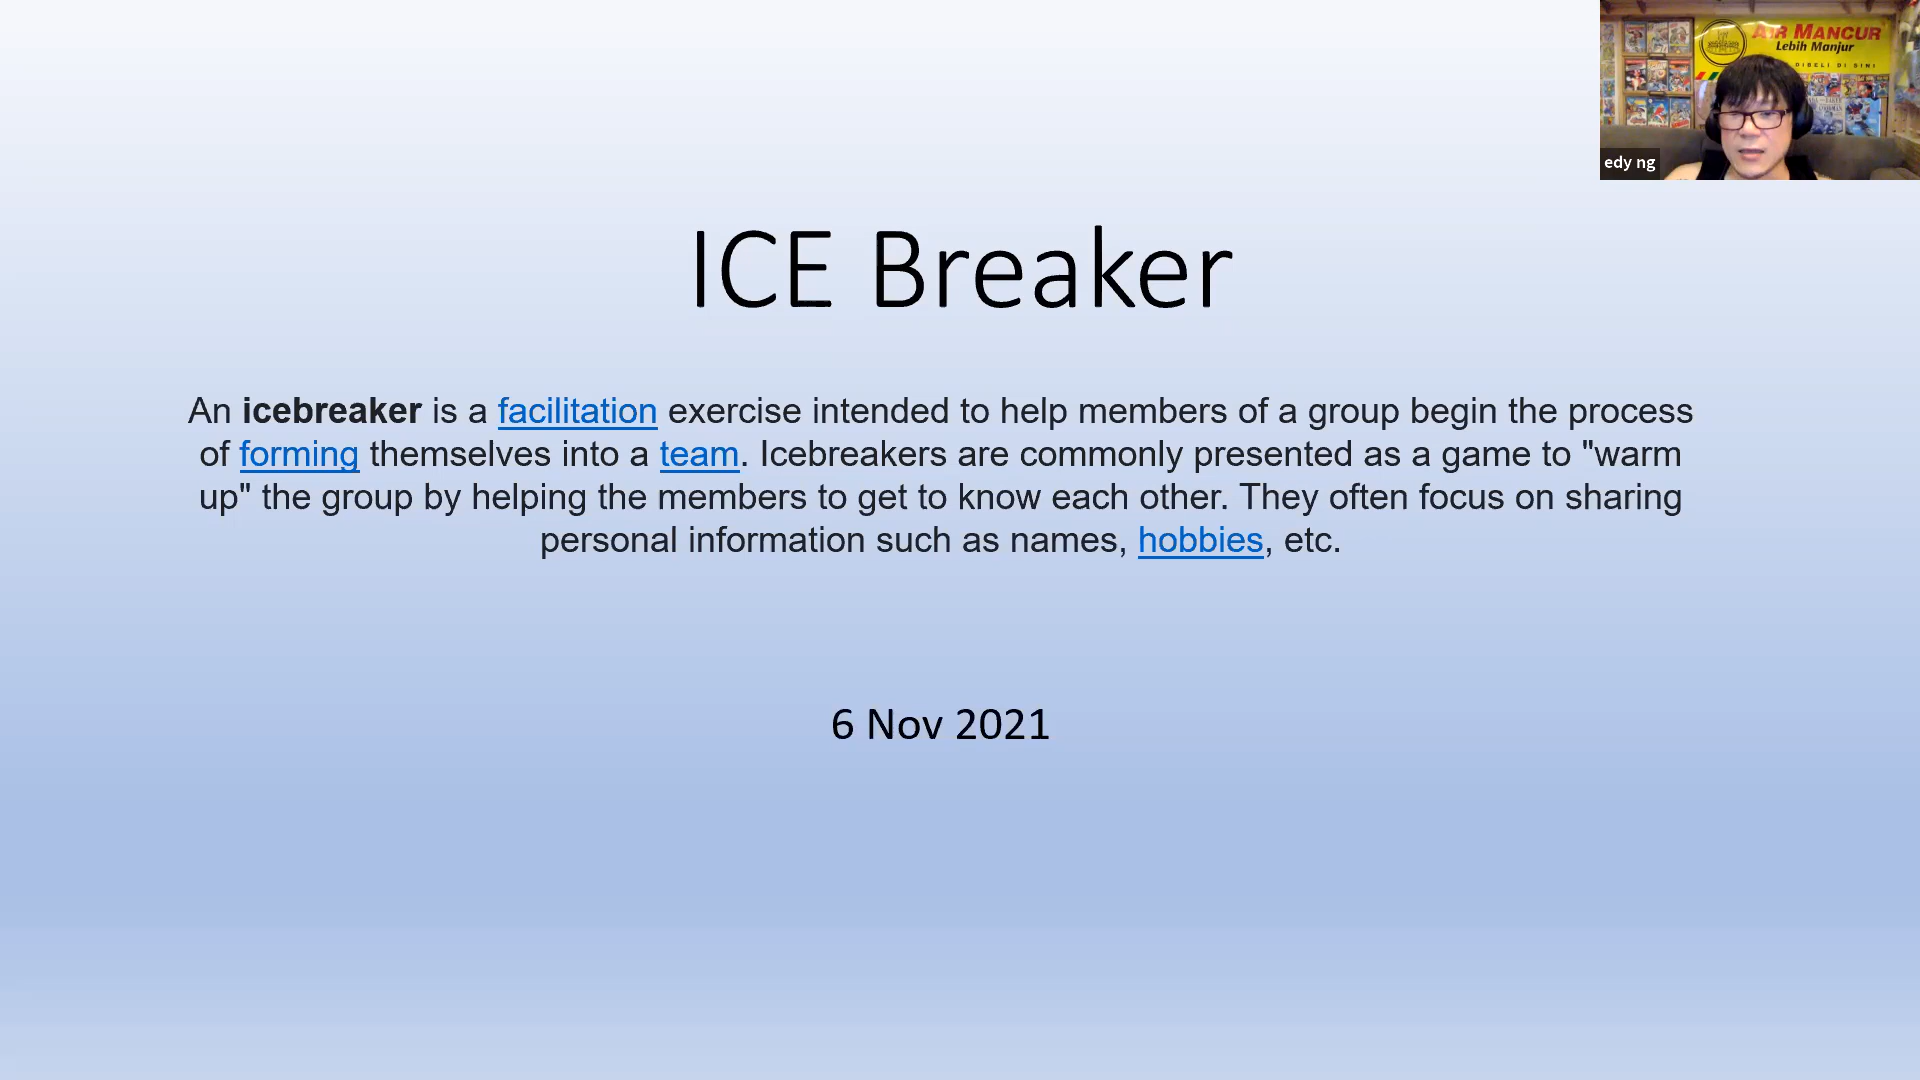 AIR MANCUR
Lebih Manjur
DIBELI DI SINI
edy ng
ICE Breaker
An icebreaker is a facilitation exercise intended to help members of a group begin the process
of forming themselves into a team. Icebreakers are commonly presented as a game to "warm
up" the group by helping the members to get to know each other. They often focus on sharing
personal information such as names, hobbies, etc.
6 Nov 2021